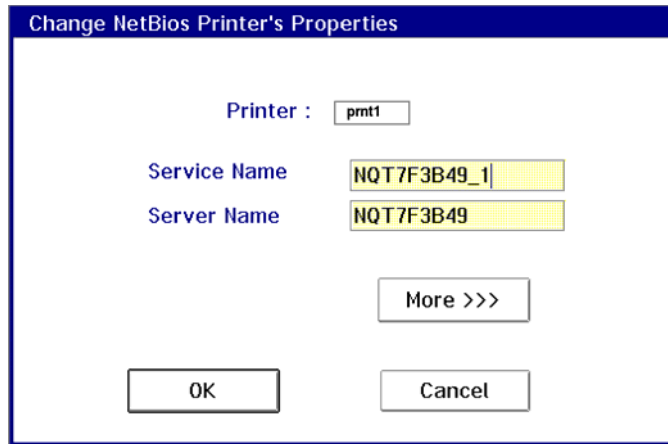 Change NetBios Printer's Properties
Printer : prnt1
Service Name NQT7F3B49_1
Server Name NQT7F3B49
More >>>
OK Cancel